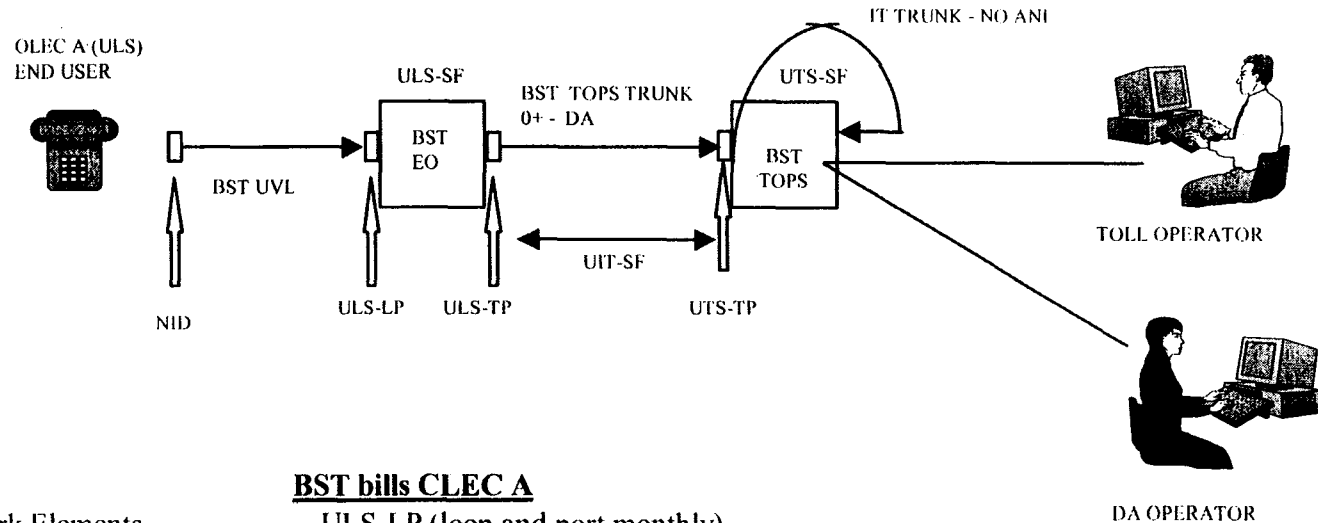 IT TRUNK - NO ANI
OLEC A (ULS)
END USER
ULS-SF
UTS-SF
BST TOPS TRUNK
0+ - DA
BST
EO
BST
TOPS
BST UVL
UIT-SF
TOLL OPERATOR
NID
ULS-LP
ULS-TP
UTS-TP
BST bills CLEC A
rk Elements
ULS-LP (loop and port monthly)
DA OPERATOR